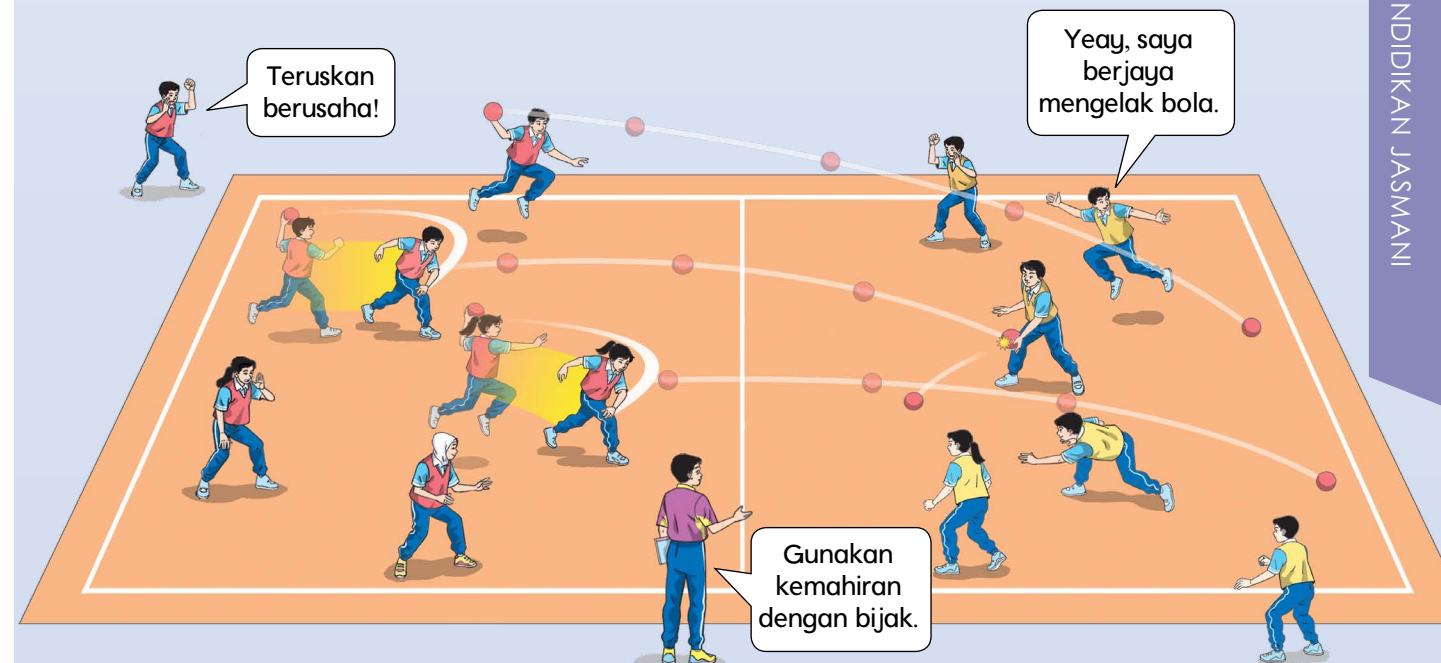 Teruskan
berusaha!
Yeay, saya
berjaya
mengelak bola.
Gunakan
kemahiran
dengan bijak.
NDIDIKAN JASMANI